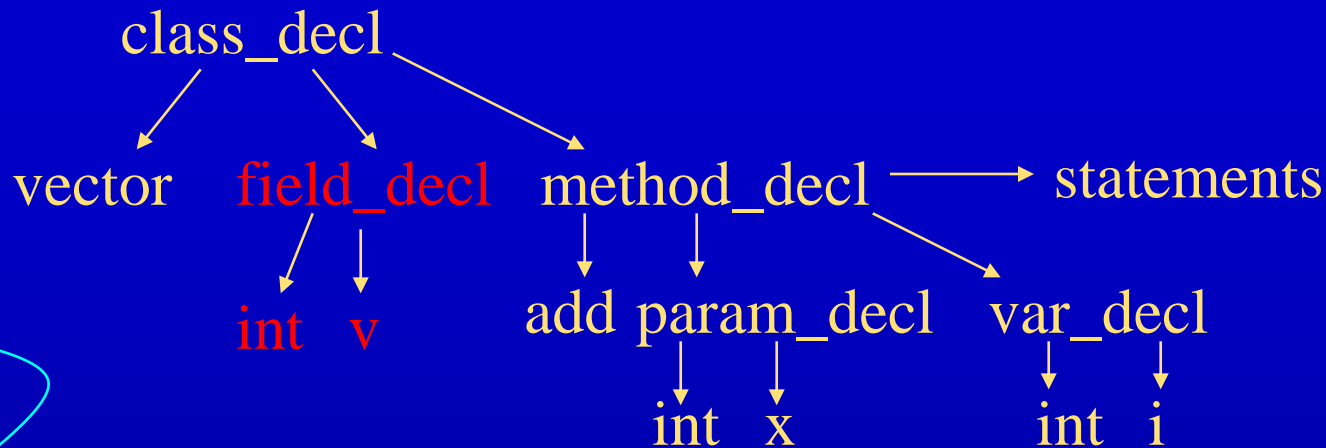 class_decl
vector field_decl method_decl statements
int v add param_decl var_decl
int x int i